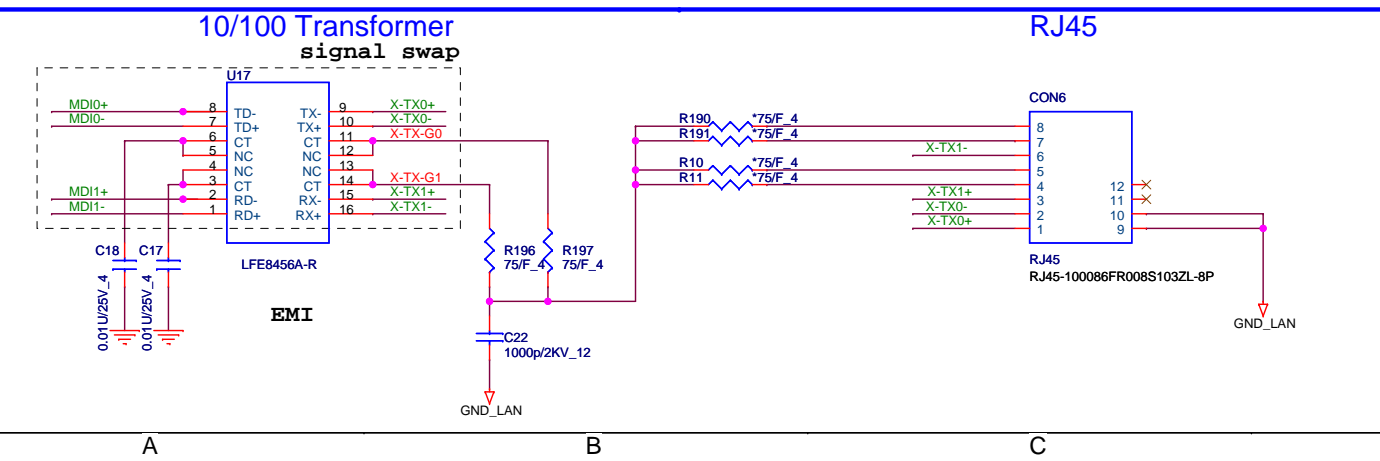 10/100 Transformer
RJ45
signal swap
U17
CON6
MDI0+
8
TD-
TX-
9
X-TX0+
MDI0-
7
TD+
TX+
10
X-TX0-
6
CT
CT
11
X-TX-G0
5
NC
NC
12
4
NC
NC
13
3
CT
CT
14
X-TX-G1
MDI1+
2
RD-
RX-
15
X-TX1+
MDI1-
1
RD+
RX+
16
X-TX1-
R190
*75/F_4
R191
*75/F_4
R10
*75/F_4
R11
*75/F_4
8
7
X-TX1-
6
5
4
12
X-TX1+
3
11
X-TX0-
2
10
X-TX0+
1
9
C18
C17
R196
75/F_4
R197
75/F_4
LFE8456A-R
RJ45
RJ45-100086FR008S103ZL-8P
0.01U/25V_4
0.01U/25V_4
EMI
C22
1000p/2KV_12
GND_LAN
GND_LAN
A
B
C